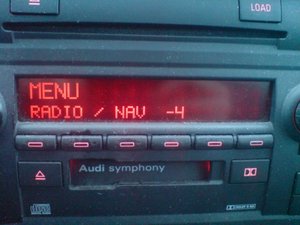 LOAD
MENU
RADIO / NAV -4
Audi symphony